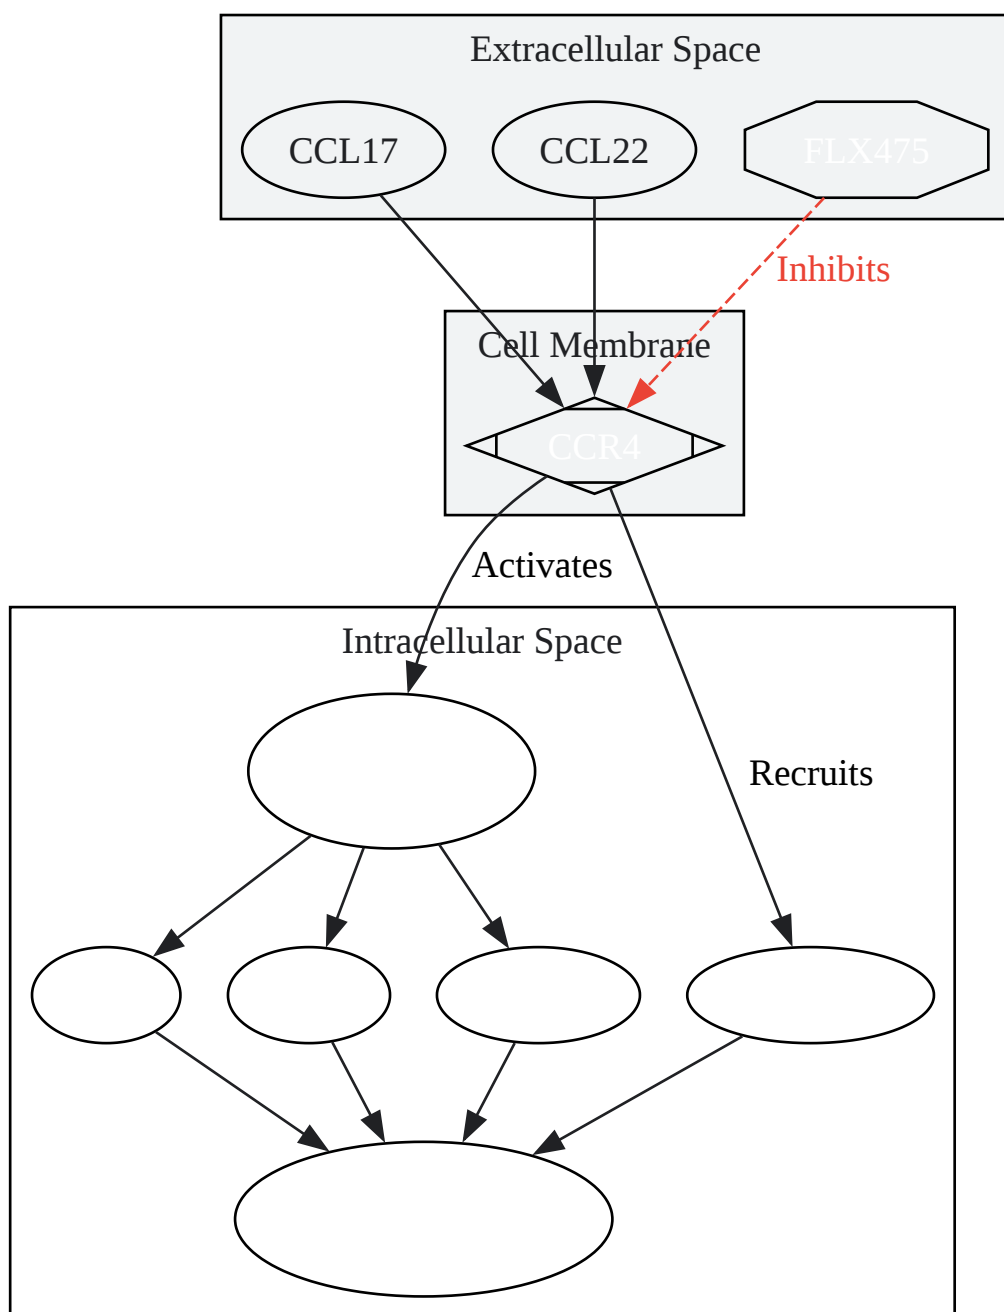 Extracellular Space
CCL17
CCL22
FLX475
Inhibits
Cell Membrane
CCR4
Activates
Intracellular Space
Recruits